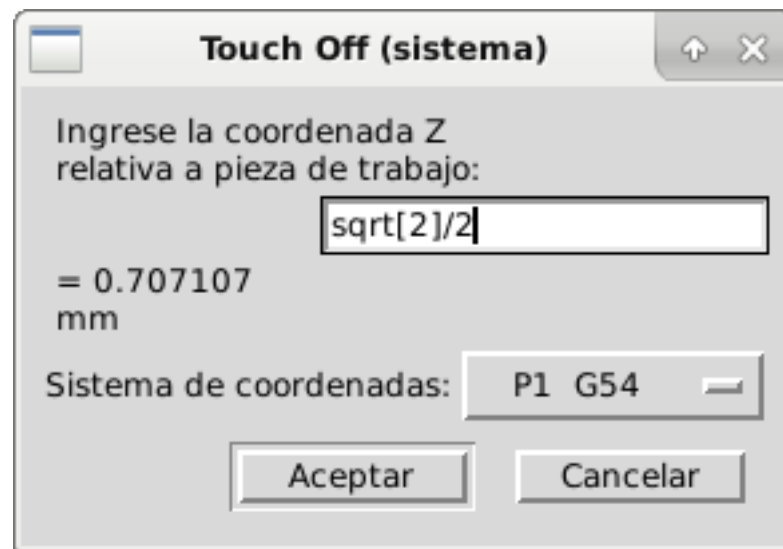 Touch Off (sistema)
Ingrese la coordenada Z
relativa a pieza de trabajo:
sqrt[2]/2
= 0.707107
mm
Sistema de coordenadas: P1 G54
Aceptar Cancelar